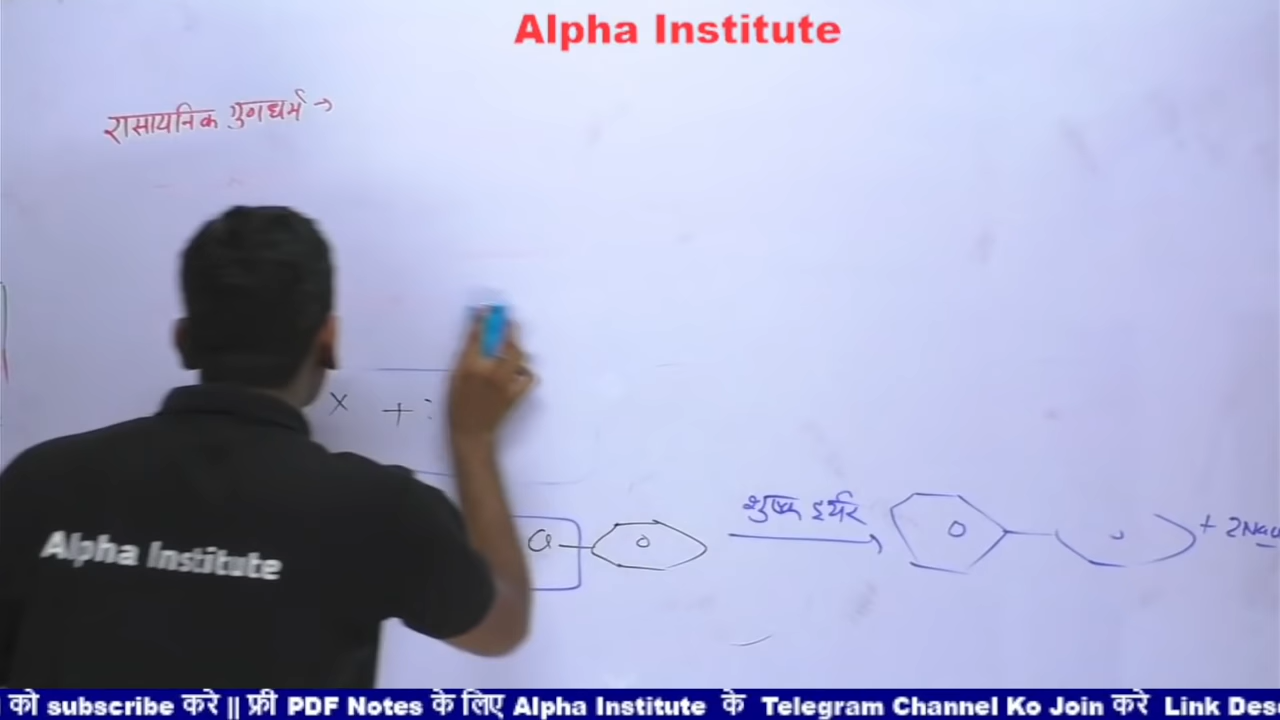 Alpha Institute
रासायनिक गुणधर्म →
x + :
Cl
शुष्क ईथर
+ 2Nacl
Alpha Institute
को subscribe करे || फ्री PDF Notes के लिए Alpha Institute के Telegram Channel Ko Join करे Link Des